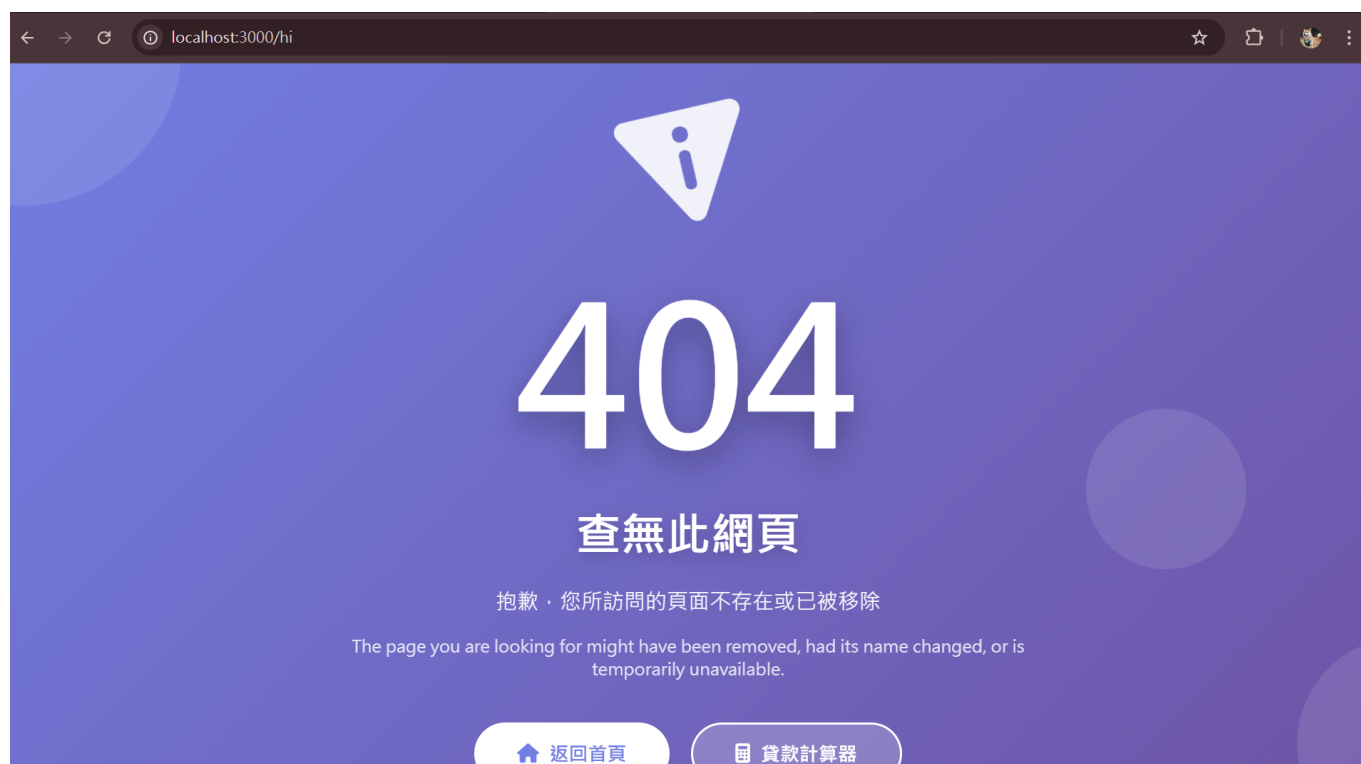 localhost:3000/hi
404
查無此網頁
抱歉，您所訪問的頁面不存在或已被移除
The page you are looking for might have been removed, had its name changed, or is
temporarily unavailable.
返回首頁
貸款計算器